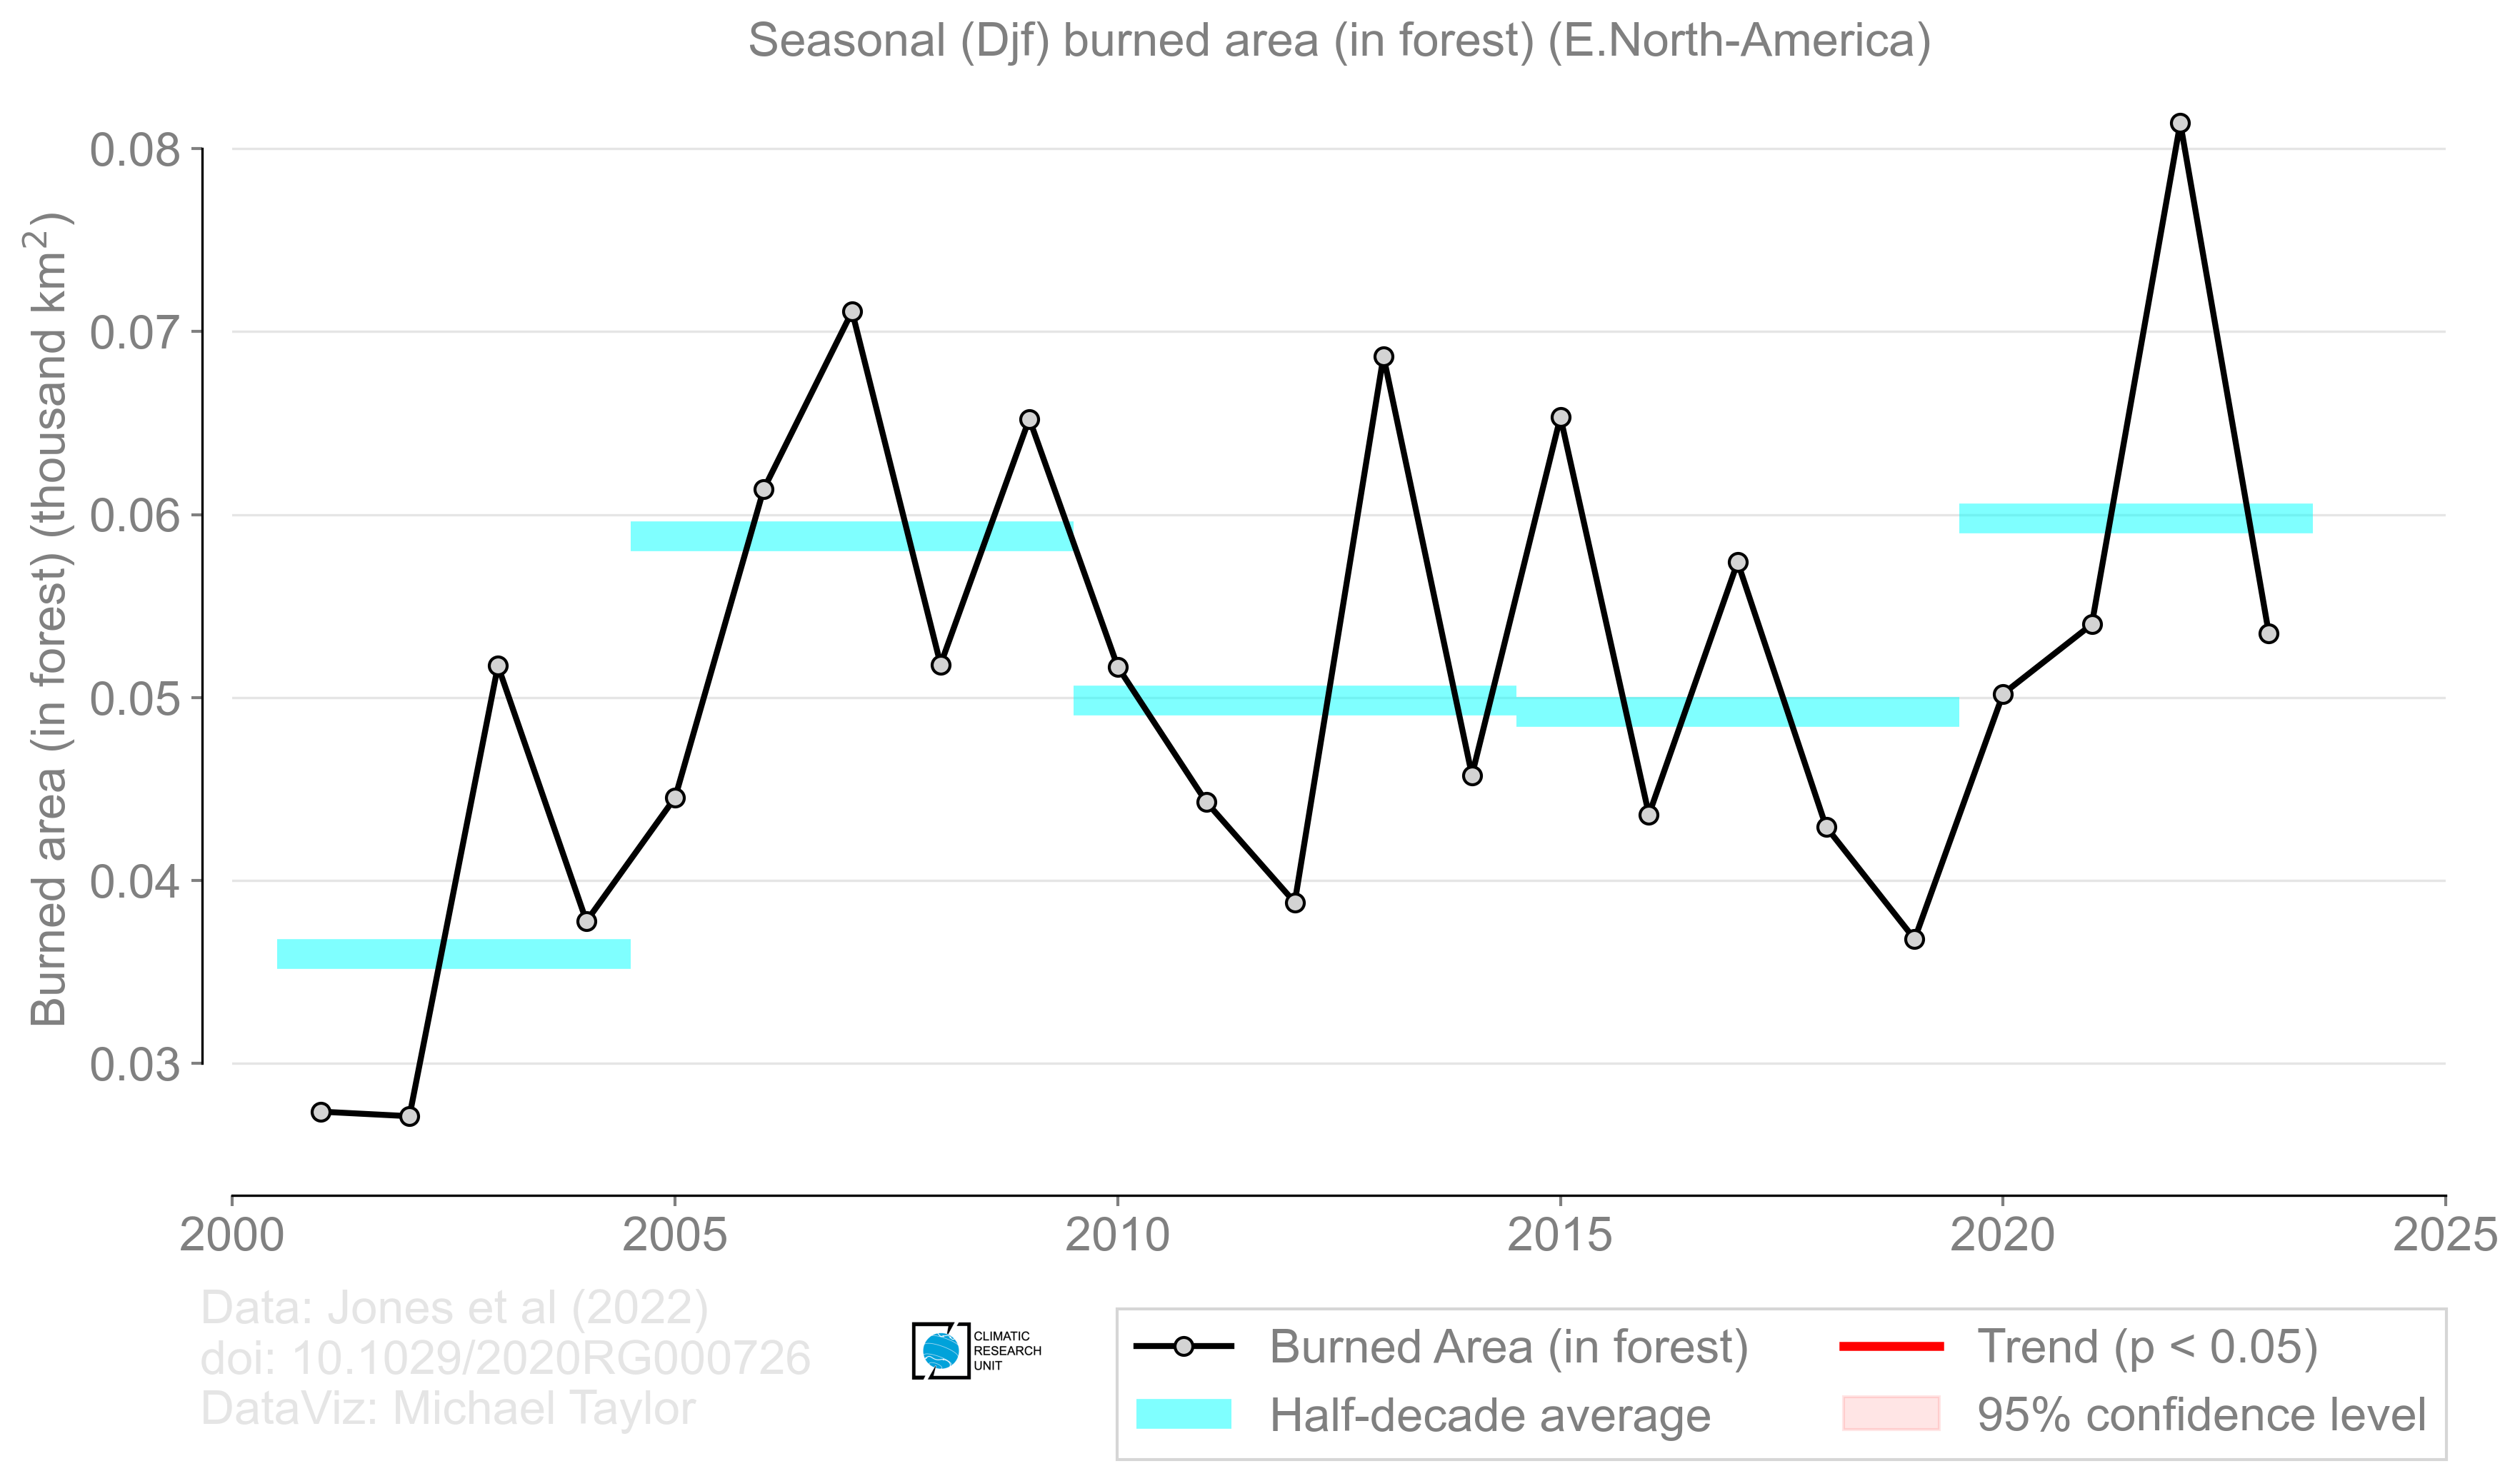 Seasonal (Djf) burned area (in forest) (E.North-America)
Burned area (in forest) (thousand km²)
0.08
0.07
0.06
0.05
0.04
0.03
2000 2005 2010 2015 2020 2025
Data: Jones et al (2022)
doi: 10.1029/2020RG000726
DataViz: Michael Taylor
CLIMATIC
RESEARCH
UNIT
Burned Area (in forest)
Half-decade average
Trend (p < 0.05)
95% confidence level